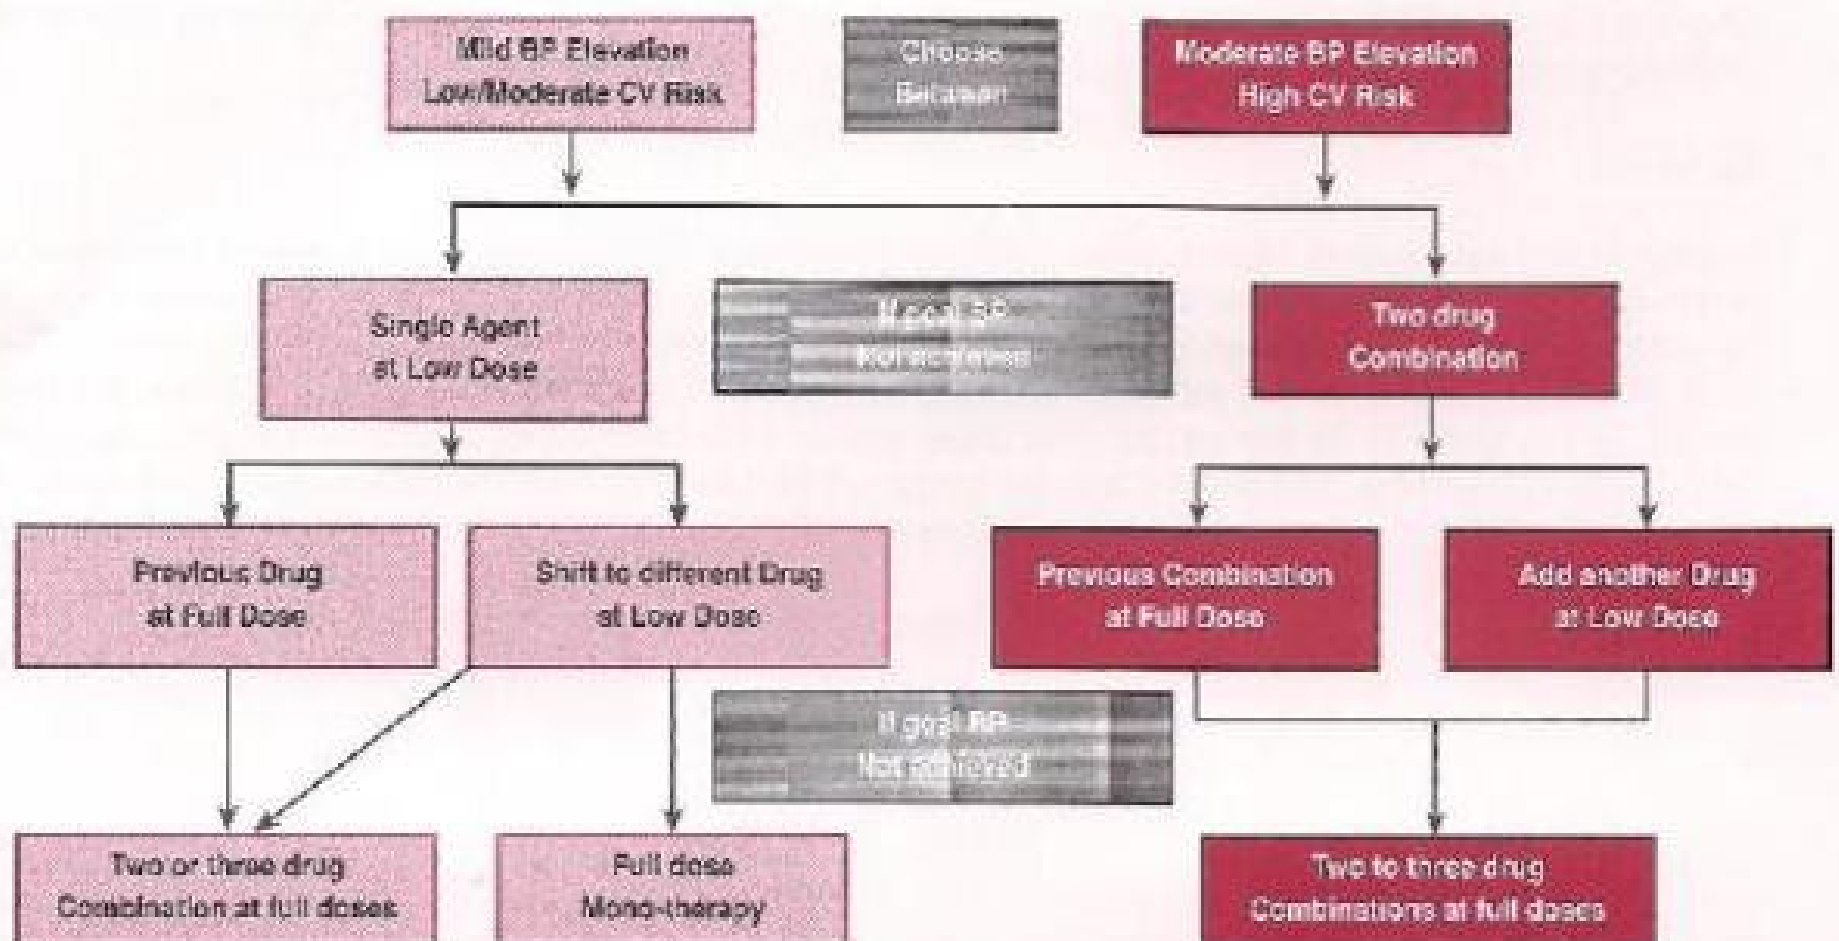 Mild BP Elevation
Low/Moderate CV Risk
Choose
Between
Moderate BP Elevation
High CV Risk
Single Agent
at Low Dose
If goal BP
Not achieved
Two drug
Combination
Previous Drug
at Full Dose
Shift to different Drug
at Low Dose
Previous Combination
at Full Dose
Add another Drug
at Low Dose
If goal BP
Not achieved
Two or three drug
Combination at full doses
Full dose
Mono-therapy
Two to three drug
Combinations at full doses